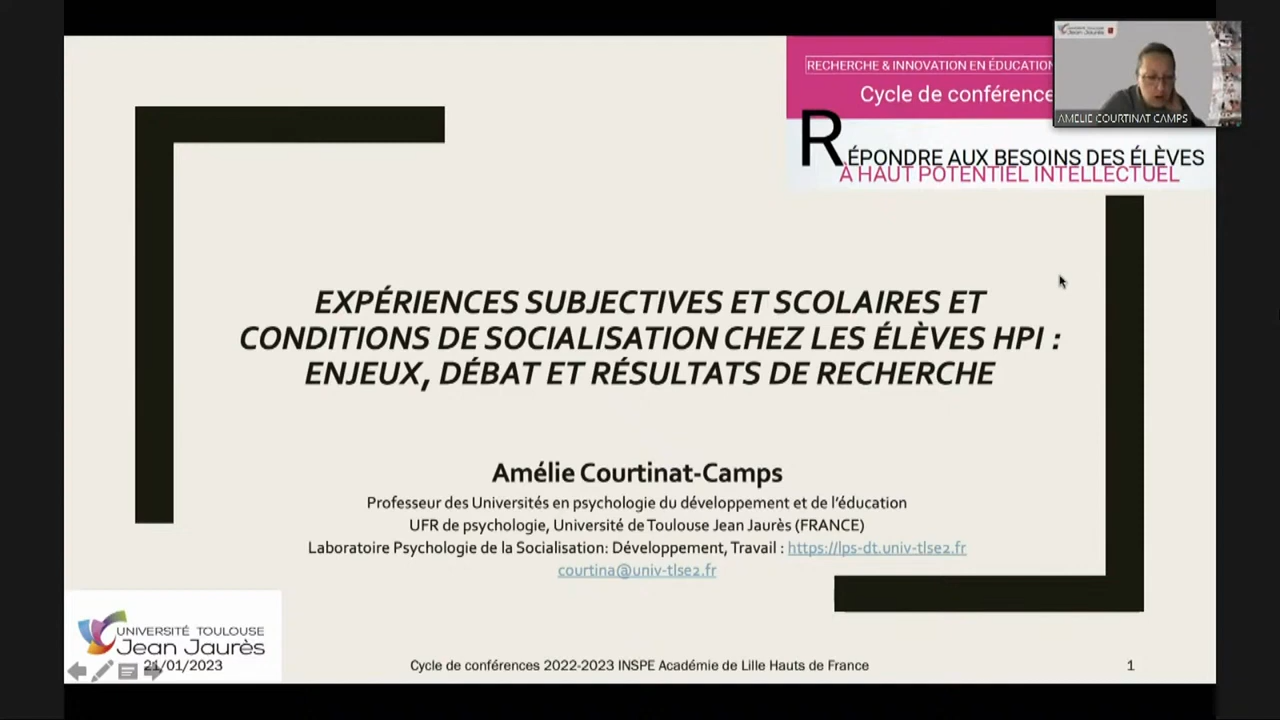 RECHERCHE & INNOVATION EN ÉDUCATION
Cycle de conférence
RÉPONDRE AUX BESOINS DES ÉLÈVES
À HAUT POTENTIEL INTELLECTUEL
Jean Jaurès
AMELIE COURTINAT CAMPS
EXPÉRIENCES SUBJECTIVES ET SCOLAIRES ET
CONDITIONS DE SOCIALISATION CHEZ LES ÉLÈVES HPI :
ENJEUX, DÉBAT ET RÉSULTATS DE RECHERCHE
Amélie Courtinat-Camps
Professeur des Universités en psychologie du développement et de l'éducation
UFR de psychologie, Université de Toulouse Jean Jaurès (FRANCE)
Laboratoire Psychologie de la Socialisation: Développement, Travail : https://lps-dt.univ-tlse2.fr
courtina@univ-tlse2.fr
UNIVERSITÉ TOULOUSE
Jean Jaurès
21/01/2023
Cycle de conférences 2022-2023 INSPE Académie de Lille Hauts de France
1